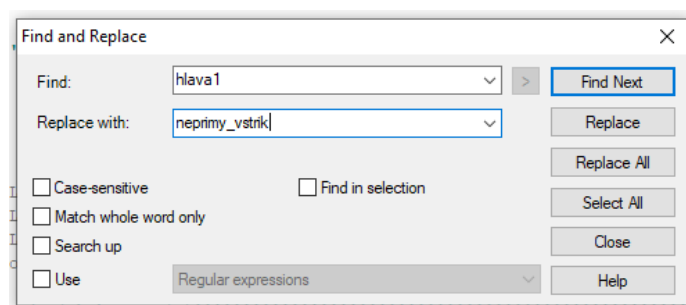 Find and Replace
Find: hlava1 > Find Next
Replace with: neprimy_vstrik Replace
Replace All
Case-sensitive Find in selection
Select All
Match whole word only
Search up Close
Use Regular expressions Help